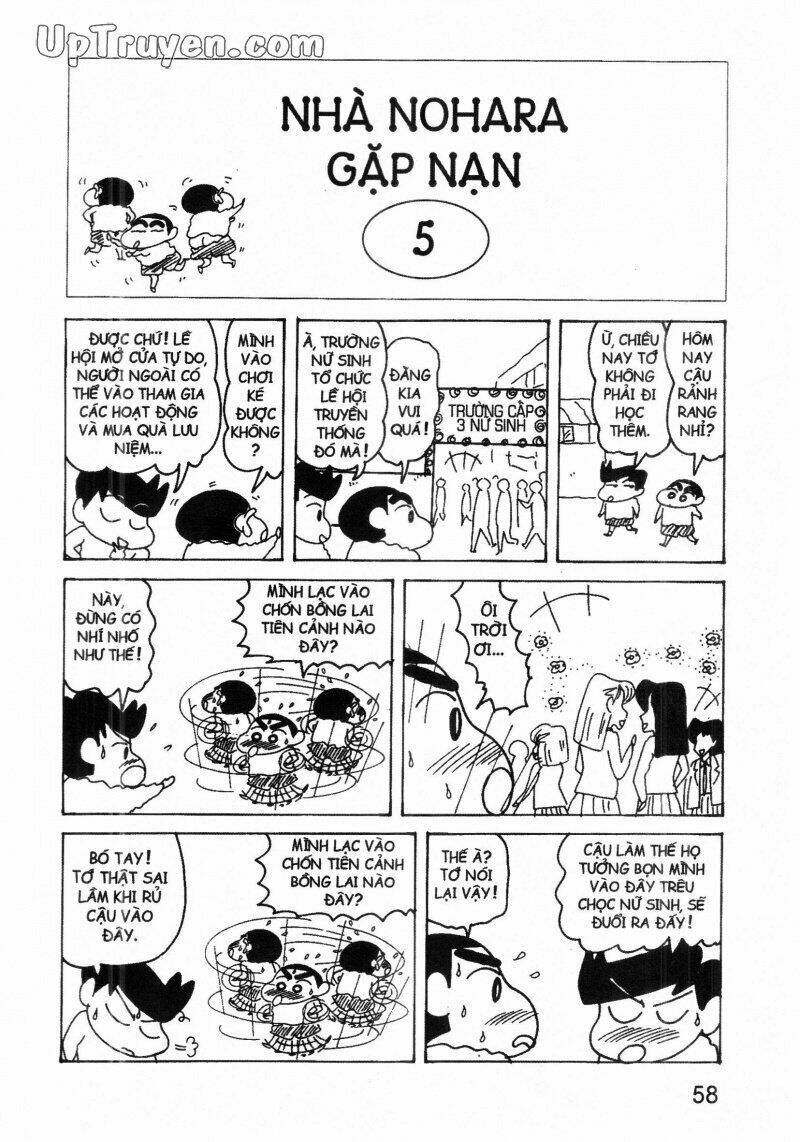 UpTruyen.com
NHÀ NOHARA
GẶP NẠN
5
HÔM
NAY
CẬU
RẢNH
RANG
NHỈ?
Ừ, CHIỀU
NAY TỚ
KHÔNG
PHẢI ĐI
HỌC
THÊM.
ĐẰNG
KIA
VUI
QUÁ!
À, TRƯỜNG
NỮ SINH
TỔ CHỨC
LỄ HỘI
TRUYỀN
THỐNG
ĐÓ MÀ!
TRƯỜNG CẤP
3 NỮ SINH
MÌNH
VÀO
CHƠI
KÉ
ĐƯỢC
KHÔNG?
ĐƯỢC CHỨ! LỄ
HỘI MỞ CỬA TỰ DO,
NGƯỜI NGOÀI CÓ
THỂ VÀO THAM GIA
CÁC HOẠT ĐỘNG
VÀ MUA QUÀ LƯU
NIỆM...
ÔI
TRỜI
ƠI...
MÌNH LẠC VÀO
CHỐN BỒNG LAI
TIÊN CẢNH NÀO
ĐÂY?
NÀY,
ĐỪNG CÓ
NHÍ NHỐ
NHƯ THẾ!
CẬU LÀM THẾ HỌ
TƯỞNG BỌN MÌNH
VÀO ĐÂY TRÊU
CHỌC NỮ SINH, SẼ
ĐUỔI RA ĐẤY!
THẾ À?
TỚ NÓI
LẠI VẬY!
MÌNH LẠC VÀO
CHỐN TIÊN CẢNH
BỒNG LAI NÀO
ĐÂY?
BÓ TAY!
TỚ THẬT SAI
LẦM KHI RỦ
CẬU VÀO
ĐÂY.
58